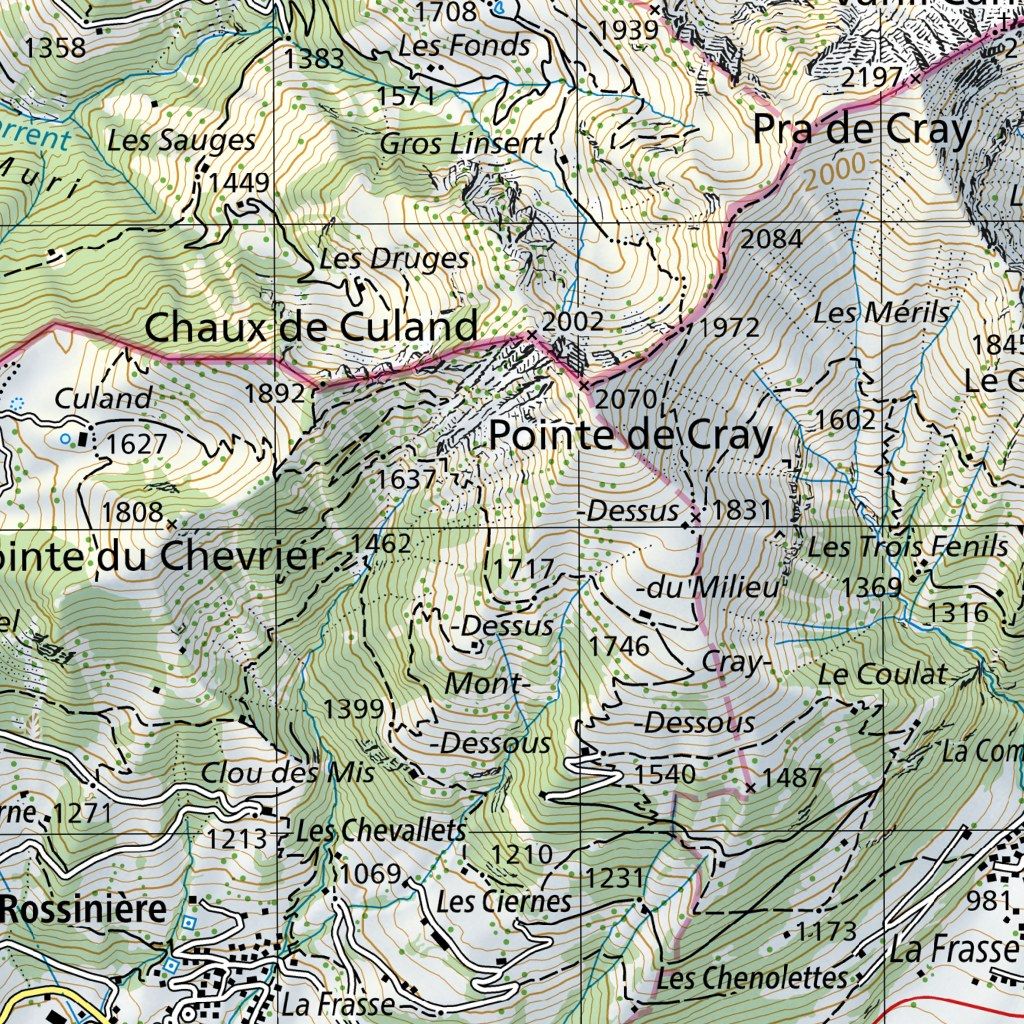 1708
Les Fonds
1939
1358
1383
2197
1571
Pra de Cray
Les Sauges
Gros Linsert
Muri
2000
1449
2084
Les Druges
Les Mérils
Chaux de Culand
2002
1972
1845
1892
2070
Culand
1602
1627
Pointe de Cray
1637
1808
-Dessus
1831
1462
Les Trois Fenils
1717
-du Milieu
1369
1316
-Dessus
1746
Cray-
Le Coulat
Mont-
1399
-Dessous
-Dessous
Clou des Mis
1540
1487
1271
1213
Les Chevallets
1210
1069
1231
981
Rossinière
Les Ciernes
1173
La Frasse
Les Chenolettes
La Frasse